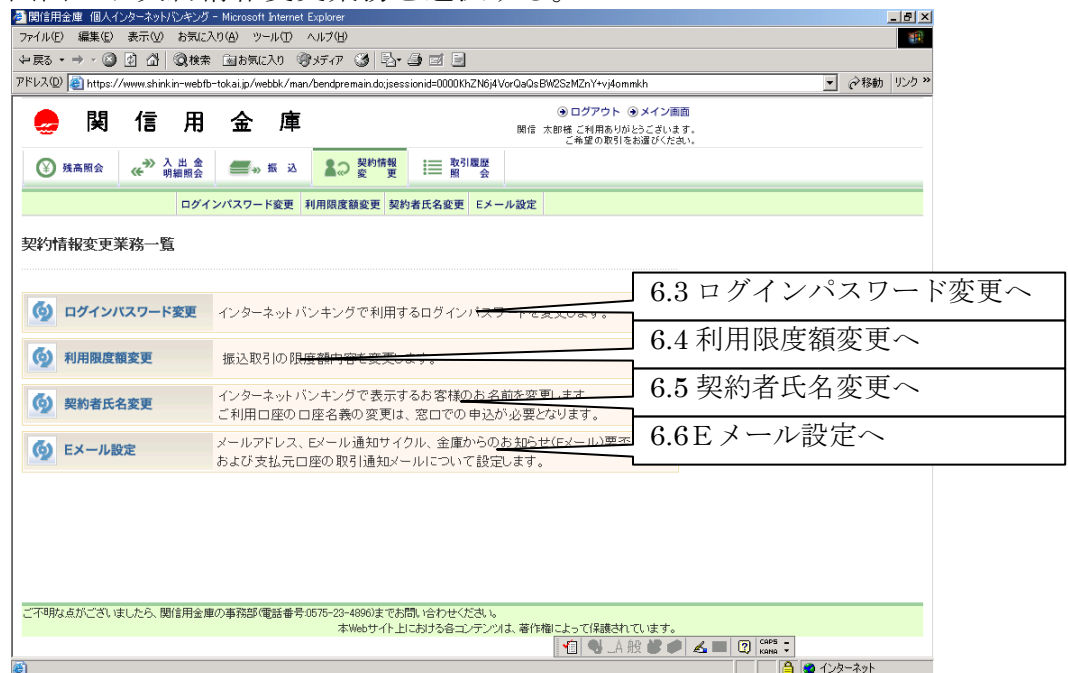 関信用金庫 個人インターネットバンキング - Microsoft Internet Explorer
ファイル(F) 編集(E) 表示(V) お気に入り(A) ツール(T) ヘルプ(H)
戻る 検索 お気に入り メディア
アドレス(D) https://www.shinkin-webfb-tokai.jp/webbk/man/bendpremain.do;jsessionid=0000KhZN6j4VorQaQsBW2SzMZnY+vj4ommkh 移動 リンク »
関信用金庫
ログアウト メイン画面
関信 太郎様 ご利用ありがとうございます。
ご希望の取引をお選びください。
残高照会 入出金明細照会 振込 契約情報変更 取引履歴照会
ログインパスワード変更 利用限度額変更 契約者氏名変更 Eメール設定
契約情報変更業務一覧
ログインパスワード変更 インターネットバンキングで利用するログインパスワードを変更します。
6.3 ログインパスワード変更へ
利用限度額変更 振込取引の限度額内容を変更します。
6.4 利用限度額変更へ
契約者氏名変更 インターネットバンキングで表示するお客様のお名前を変更します
ご利用口座の口座名義の変更は、窓口での申込が必要となります。
6.5 契約者氏名変更へ
Eメール設定 メールアドレス、Eメール通知サイクル、金庫からのお知らせ(Eメール)要否
および支払元口座の取引通知メールについて設定します。
6.6Eメール設定へ
ご不明な点がございましたら、関信用金庫の事務部(電話番号:0575-23-4896)までお問い合わせください。
本Webサイト上における各コンテンツは、著作権によって保護されています。
A 般 CAPS KANA
インターネット